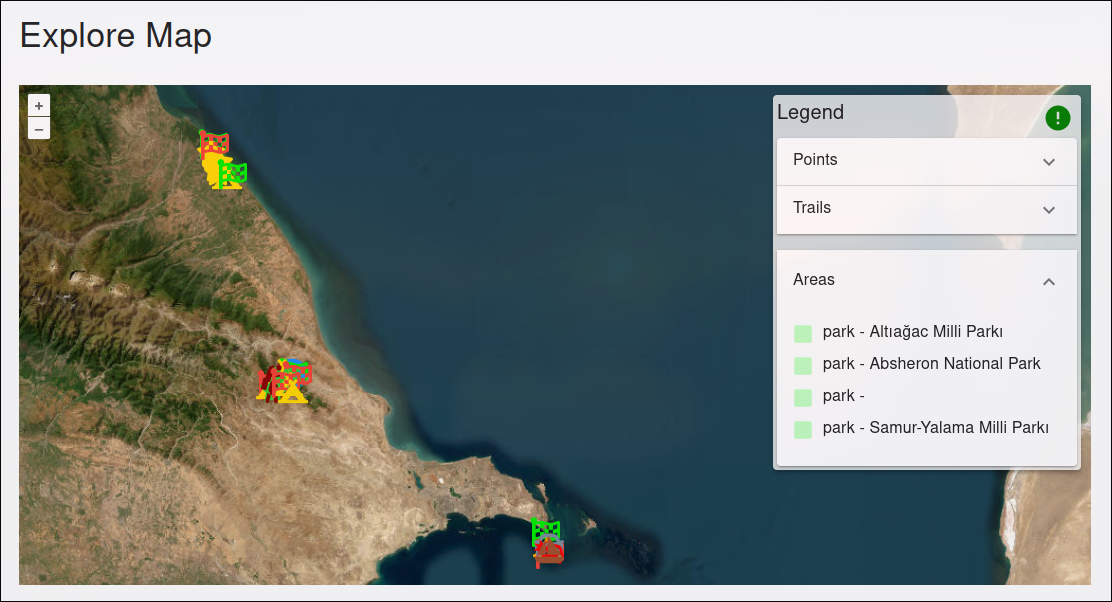 Explore Map
+
−
Legend
!
Points
Trails
Areas
park - Altıağac Milli Parkı
park - Absheron National Park
park -
park - Samur-Yalama Milli Parkı